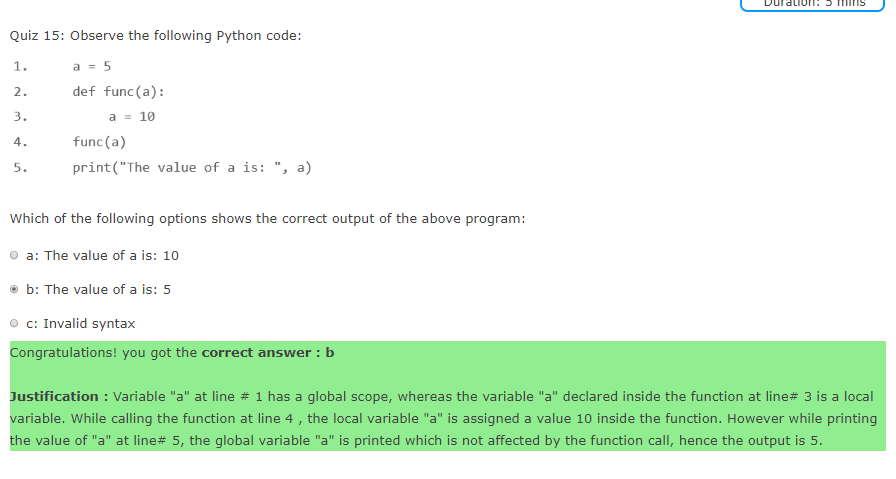 Duration: 5 mins
Quiz 15: Observe the following Python code:
1. a = 5
2. def func(a):
3. a = 10
4. func(a)
5. print("The value of a is: ", a)
Which of the following options shows the correct output of the above program:
a: The value of a is: 10
b: The value of a is: 5
c: Invalid syntax
Congratulations! you got the correct answer : b
Justification : Variable "a" at line # 1 has a global scope, whereas the variable "a" declared inside the function at line# 3 is a local
variable. While calling the function at line 4 , the local variable "a" is assigned a value 10 inside the function. However while printing
the value of "a" at line# 5, the global variable "a" is printed which is not affected by the function call, hence the output is 5.